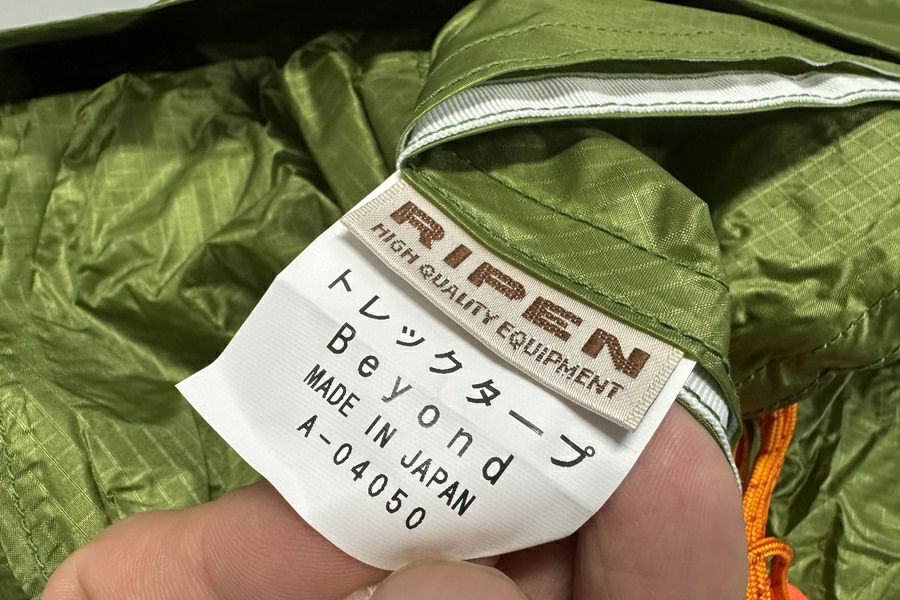 RIPEN
HIGH QUALITY EQUIPMENT
トレックタープ
Beyond
MADE IN JAPAN
A-04050